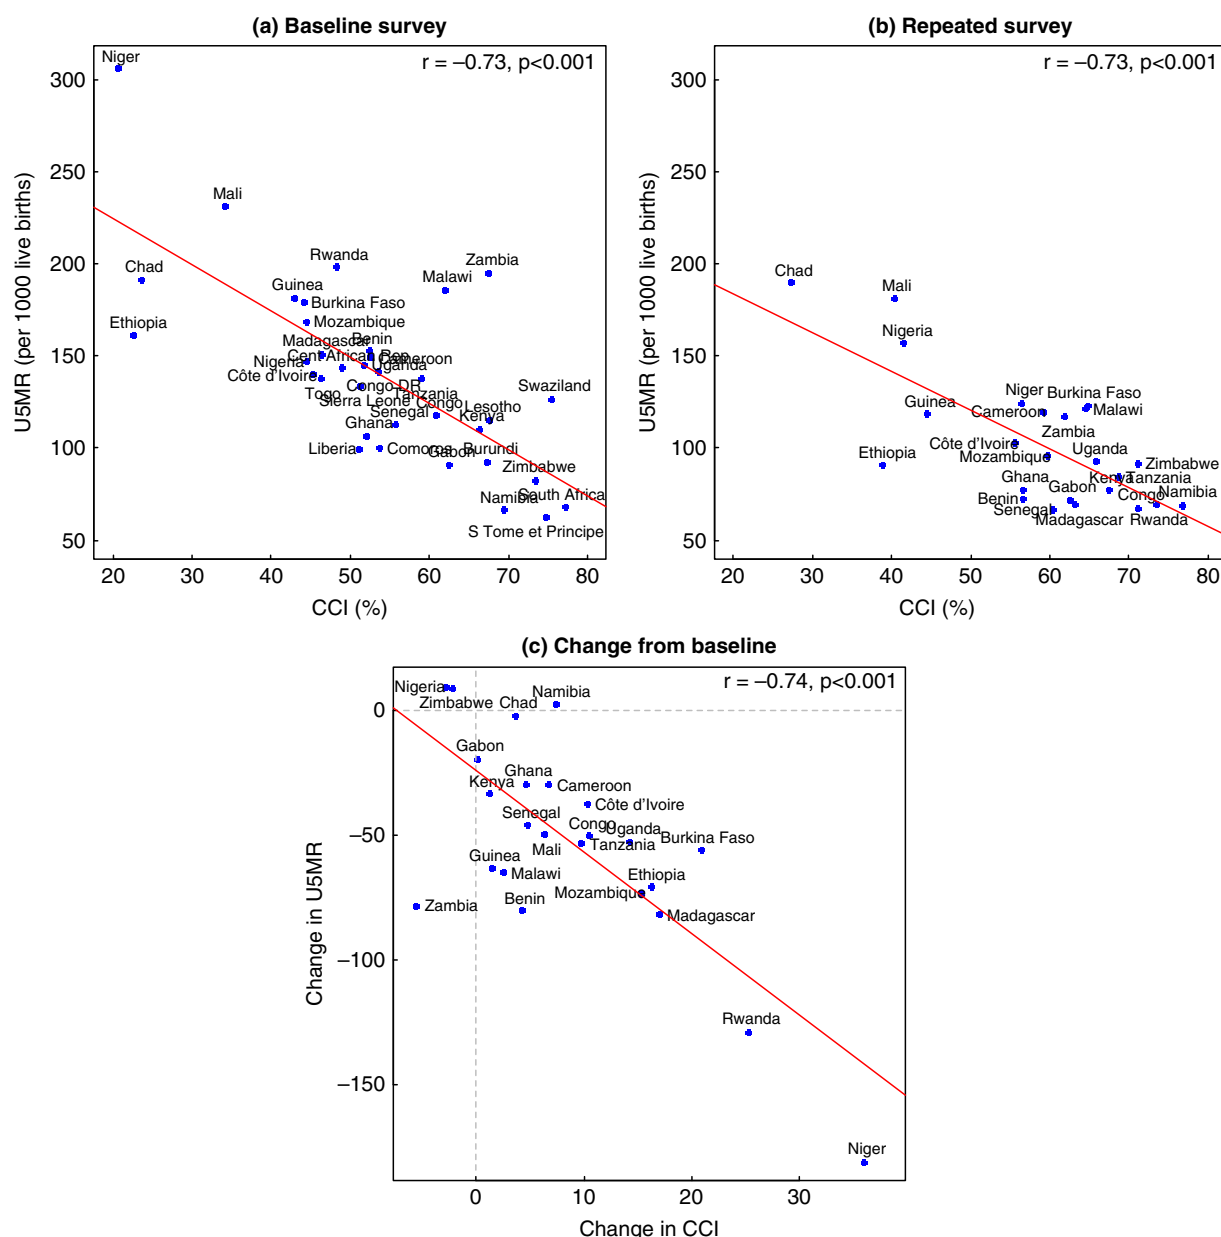 (a) Baseline survey
r = −0.73, p<0.001
U5MR (per 1000 live births)
300
250
200
150
100
50
Niger
Mali
Chad
Ethiopia
Rwanda
Zambia
Malawi
Guinea
Burkina Faso
Mozambique
Madagascar
Benin
Cent African Rep
Cameroon
Nigeria
Uganda
Côte d'Ivoire
Togo
Congo DR
Tanzania
Swaziland
Sierra Leone
Congo
Senegal
Lesotho
Kenya
Ghana
Liberia
Comoros
Gabon
Burundi
Zimbabwe
Namibia
South Africa
S Tome et Principe
20 30 40 50 60 70 80
CCI (%)
(b) Repeated survey
r = −0.73, p<0.001
U5MR (per 1000 live births)
300
250
200
150
100
50
Chad
Mali
Nigeria
Niger
Burkina Faso
Guinea
Cameroon
Malawi
Zambia
Côte d'Ivoire
Ethiopia
Mozambique
Uganda
Zimbabwe
Ghana
Kenya
Tanzania
Benin
Gabon
Congo
Namibia
Senegal
Madagascar
Rwanda
20 30 40 50 60 70 80
CCI (%)
(c) Change from baseline
r = −0.74, p<0.001
Change in U5MR
0
−50
−100
−150
Nigeria
Zimbabwe
Chad
Namibia
Gabon
Kenya
Ghana
Cameroon
Côte d'Ivoire
Senegal
Congo
Uganda
Burkina Faso
Mali
Tanzania
Guinea
Malawi
Ethiopia
Mozambique
Zambia
Benin
Madagascar
Rwanda
Niger
0 10 20 30
Change in CCI